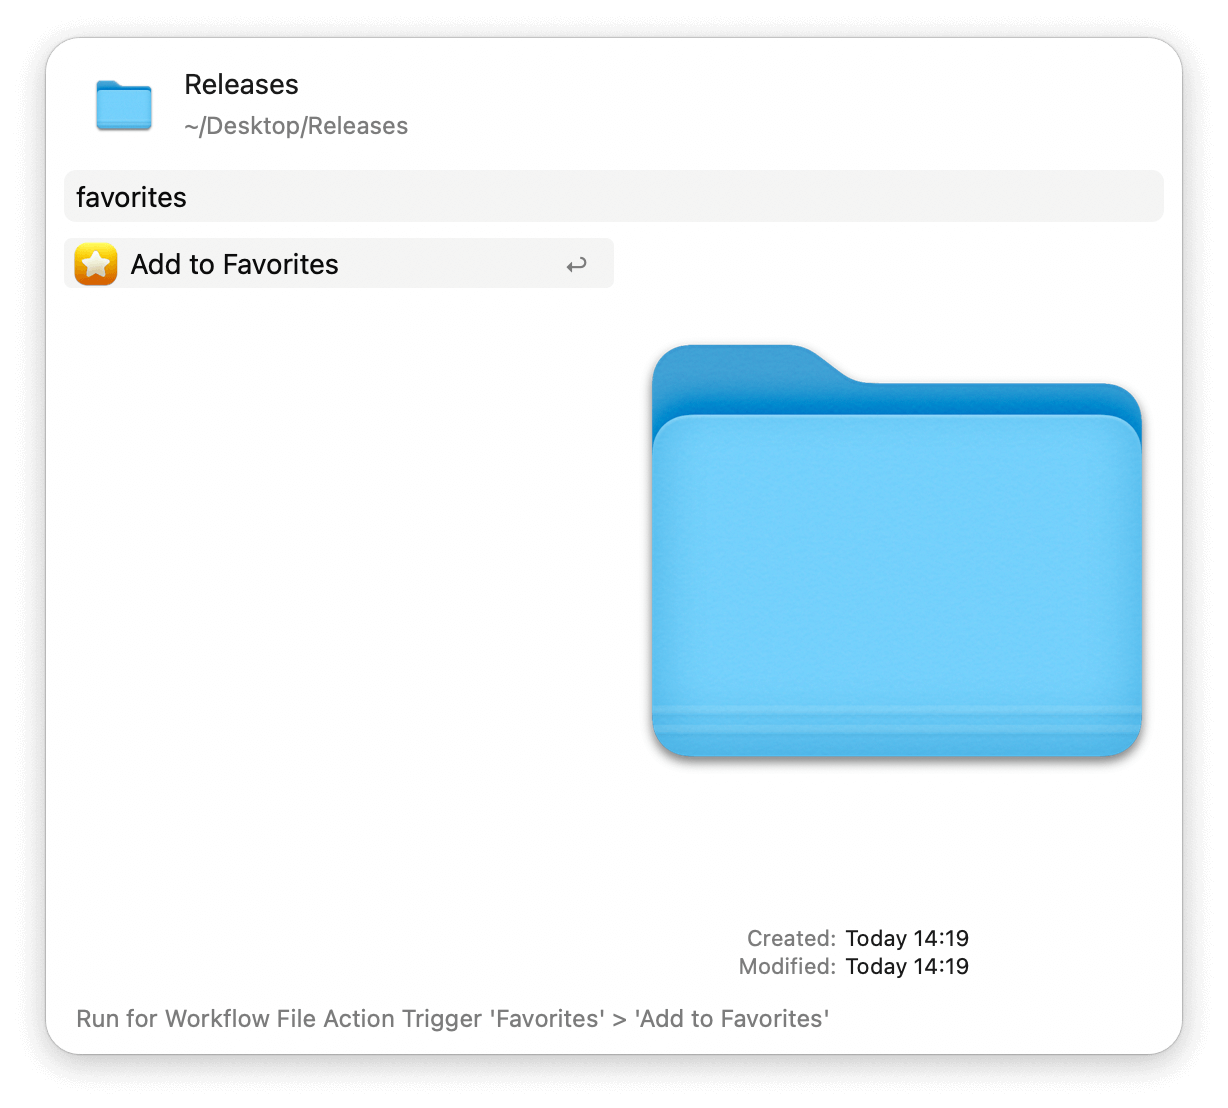 Releases
~/Desktop/Releases
favorites
Add to Favorites
Created: Today 14:19
Modified: Today 14:19
Run for Workflow File Action Trigger 'Favorites' > 'Add to Favorites'